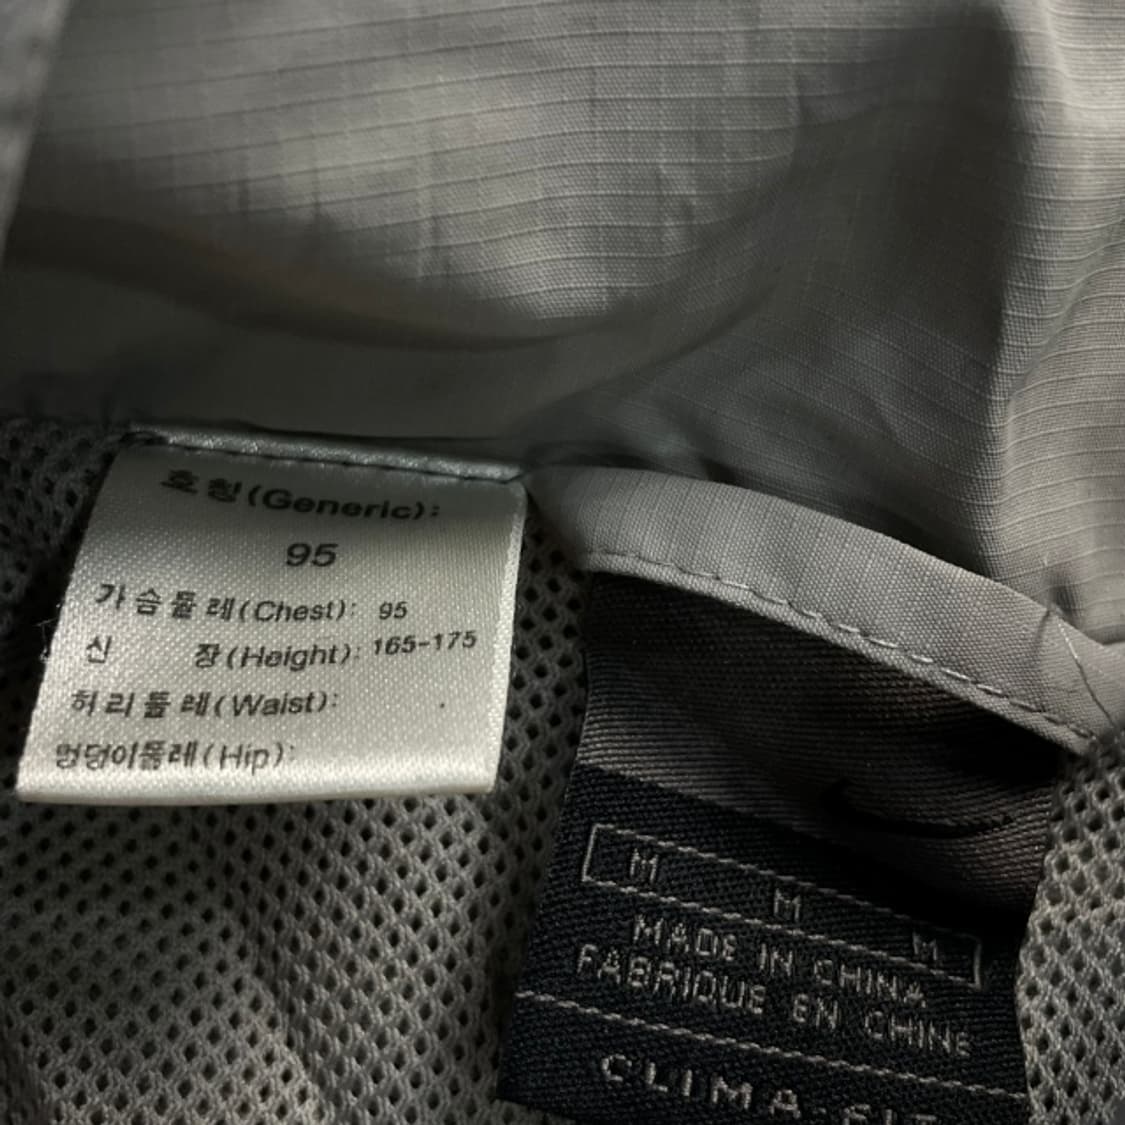 호칭(Generic):
95
가슴둘레(Chest): 95
신 장(Height): 165-175
허리둘레(Waist):
엉덩이둘레(Hip):
M M M
MADE IN CHINA
FABRIQUE EN CHINE
CLIMA-FIT